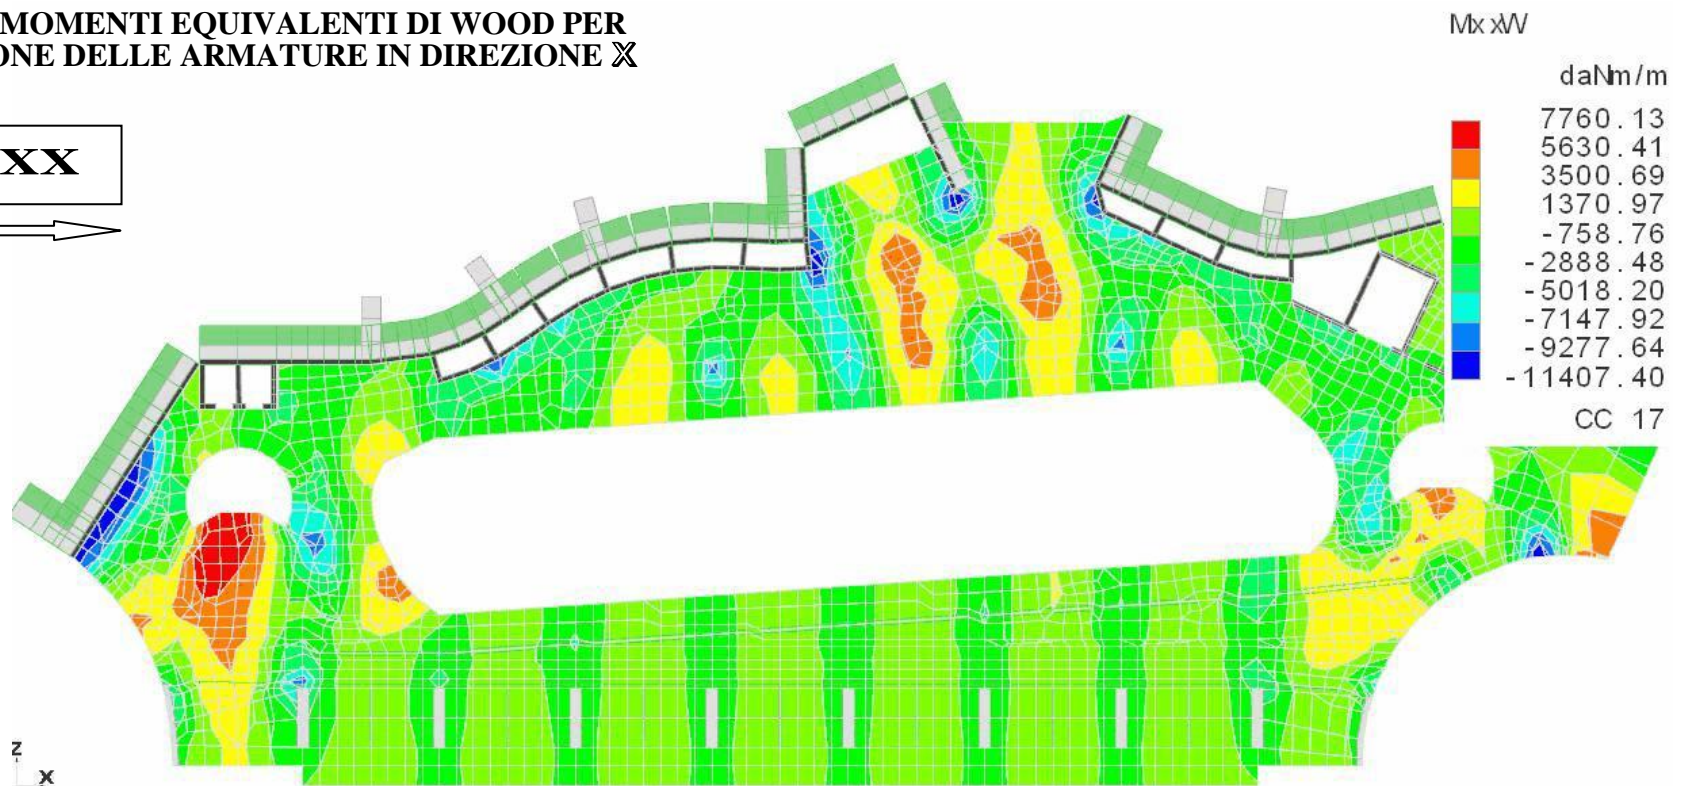 MOMENTI EQUIVALENTI DI WOOD PER
ONE DELLE ARMATURE IN DIREZIONE X
XX
Mx xW
daNm/m
7760.13
5630.41
3500.69
1370.97
-758.76
-2888.48
-5018.20
-7147.92
-9277.64
-11407.40
CC 17
z
x